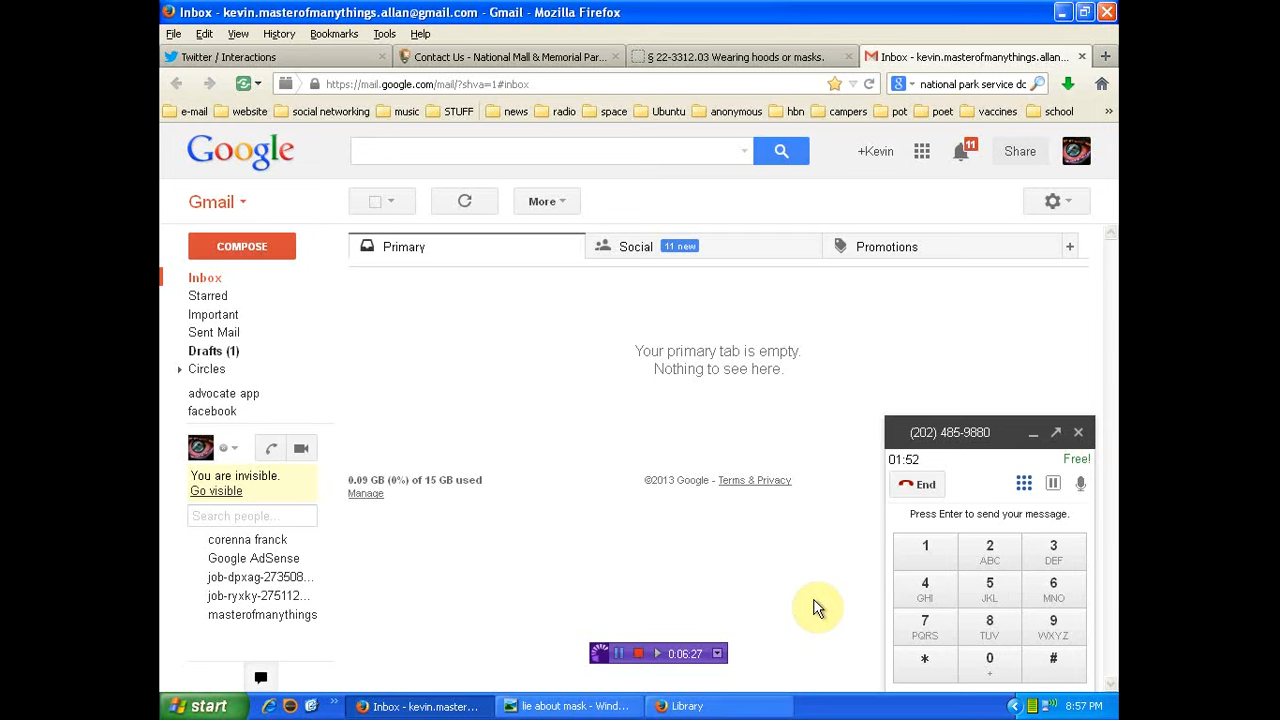 Inbox - kevin.masterofmanythings.allan@gmail.com - Gmail - Mozilla Firefox
File Edit View History Bookmarks Tools Help
Twitter / Interactions
Contact Us - National Mall & Memorial Par...
§ 22-3312.03 Wearing hoods or masks.
Inbox - kevin.masterofmanythings.allan...
https://mail.google.com/mail/?shva=1#inbox
national park service dc
e-mail website social networking music STUFF news radio space Ubuntu anonymous hbn campers pot poet vaccines school
Google
+Kevin
11
Share
Gmail
More
COMPOSE
Primary
Social 11 new
Promotions
+
Inbox
Starred
Important
Sent Mail
Drafts (1)
Circles
advocate app
facebook
Your primary tab is empty.
Nothing to see here.
You are invisible.
Go visible
Search people...
corenna franck
Google AdSense
job-dpxag-273508...
job-ryxky-275112...
masterofmanythings
0.09 GB (0%) of 15 GB used
Manage
©2013 Google - Terms & Privacy
(202) 485-9880
01:52 Free!
End
Press Enter to send your message.
1 2 3
ABC DEF
4 5 6
GHI JKL MNO
7 8 9
PQRS TUV WXYZ
* 0 #
+
0:06:27
start
Inbox - kevin.master...
lie about mask - Wind...
Library
8:57 PM